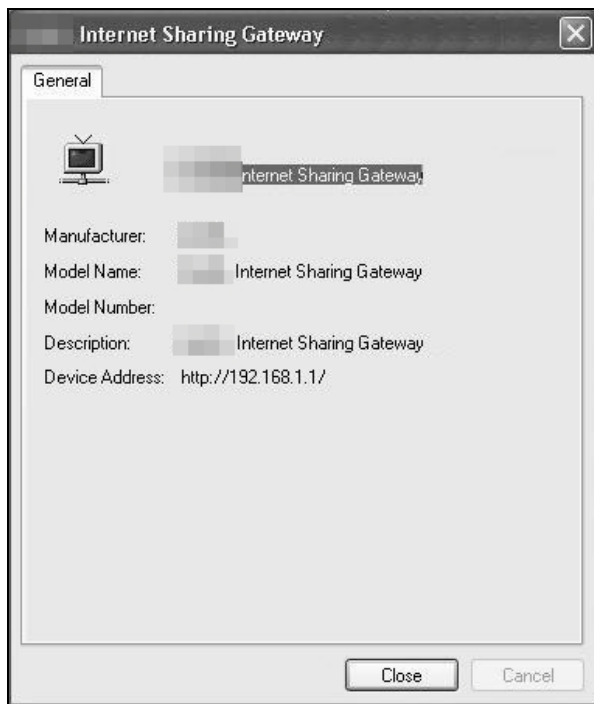 Internet Sharing Gateway
General
nternet Sharing Gateway
Manufacturer:
Model Name: Internet Sharing Gateway
Model Number:
Description: Internet Sharing Gateway
Device Address: http://192.168.1.1/
Close Cancel